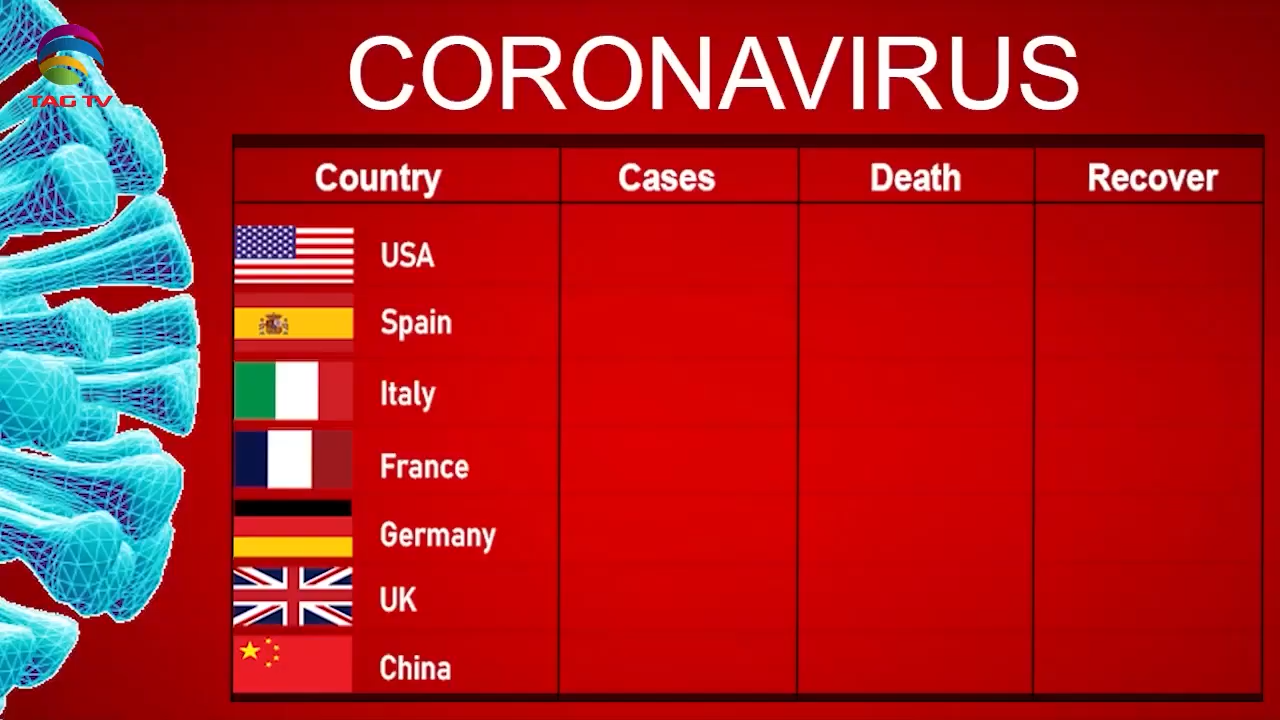 TAG TV
CORONAVIRUS
Country Cases Death Recover
USA
Spain
Italy
France
Germany
UK
China